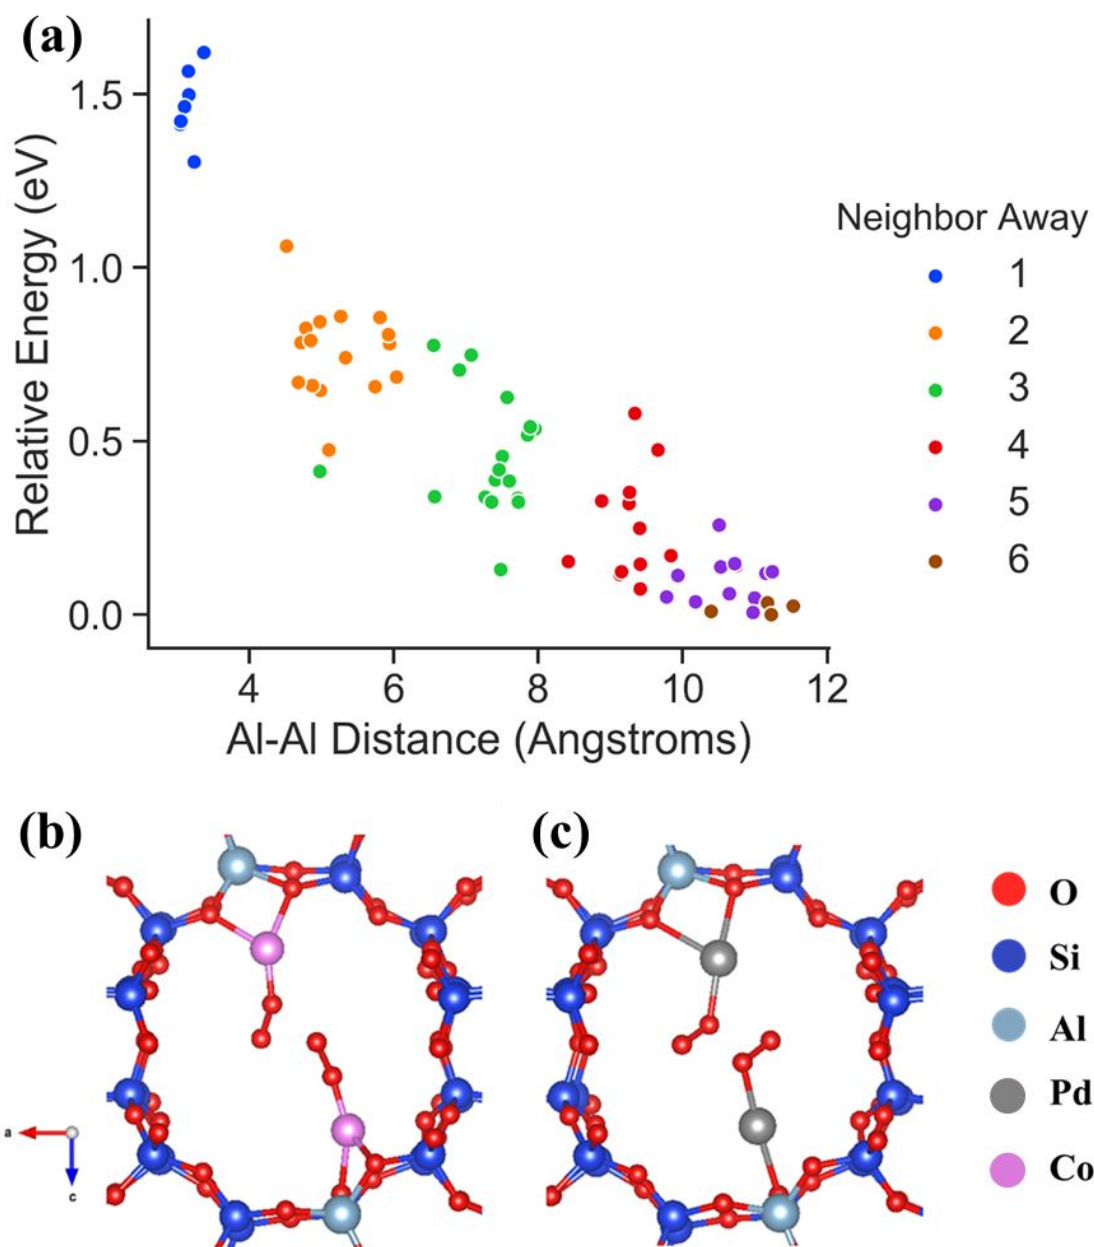 (a)
Relative Energy (eV)
1.5
1.0
0.5
0.0
4 6 8 10 12
Al-Al Distance (Angstroms)
Neighbor Away
1
2
3
4
5
6
(b)
(c)
a
c
O
Si
Al
Pd
Co